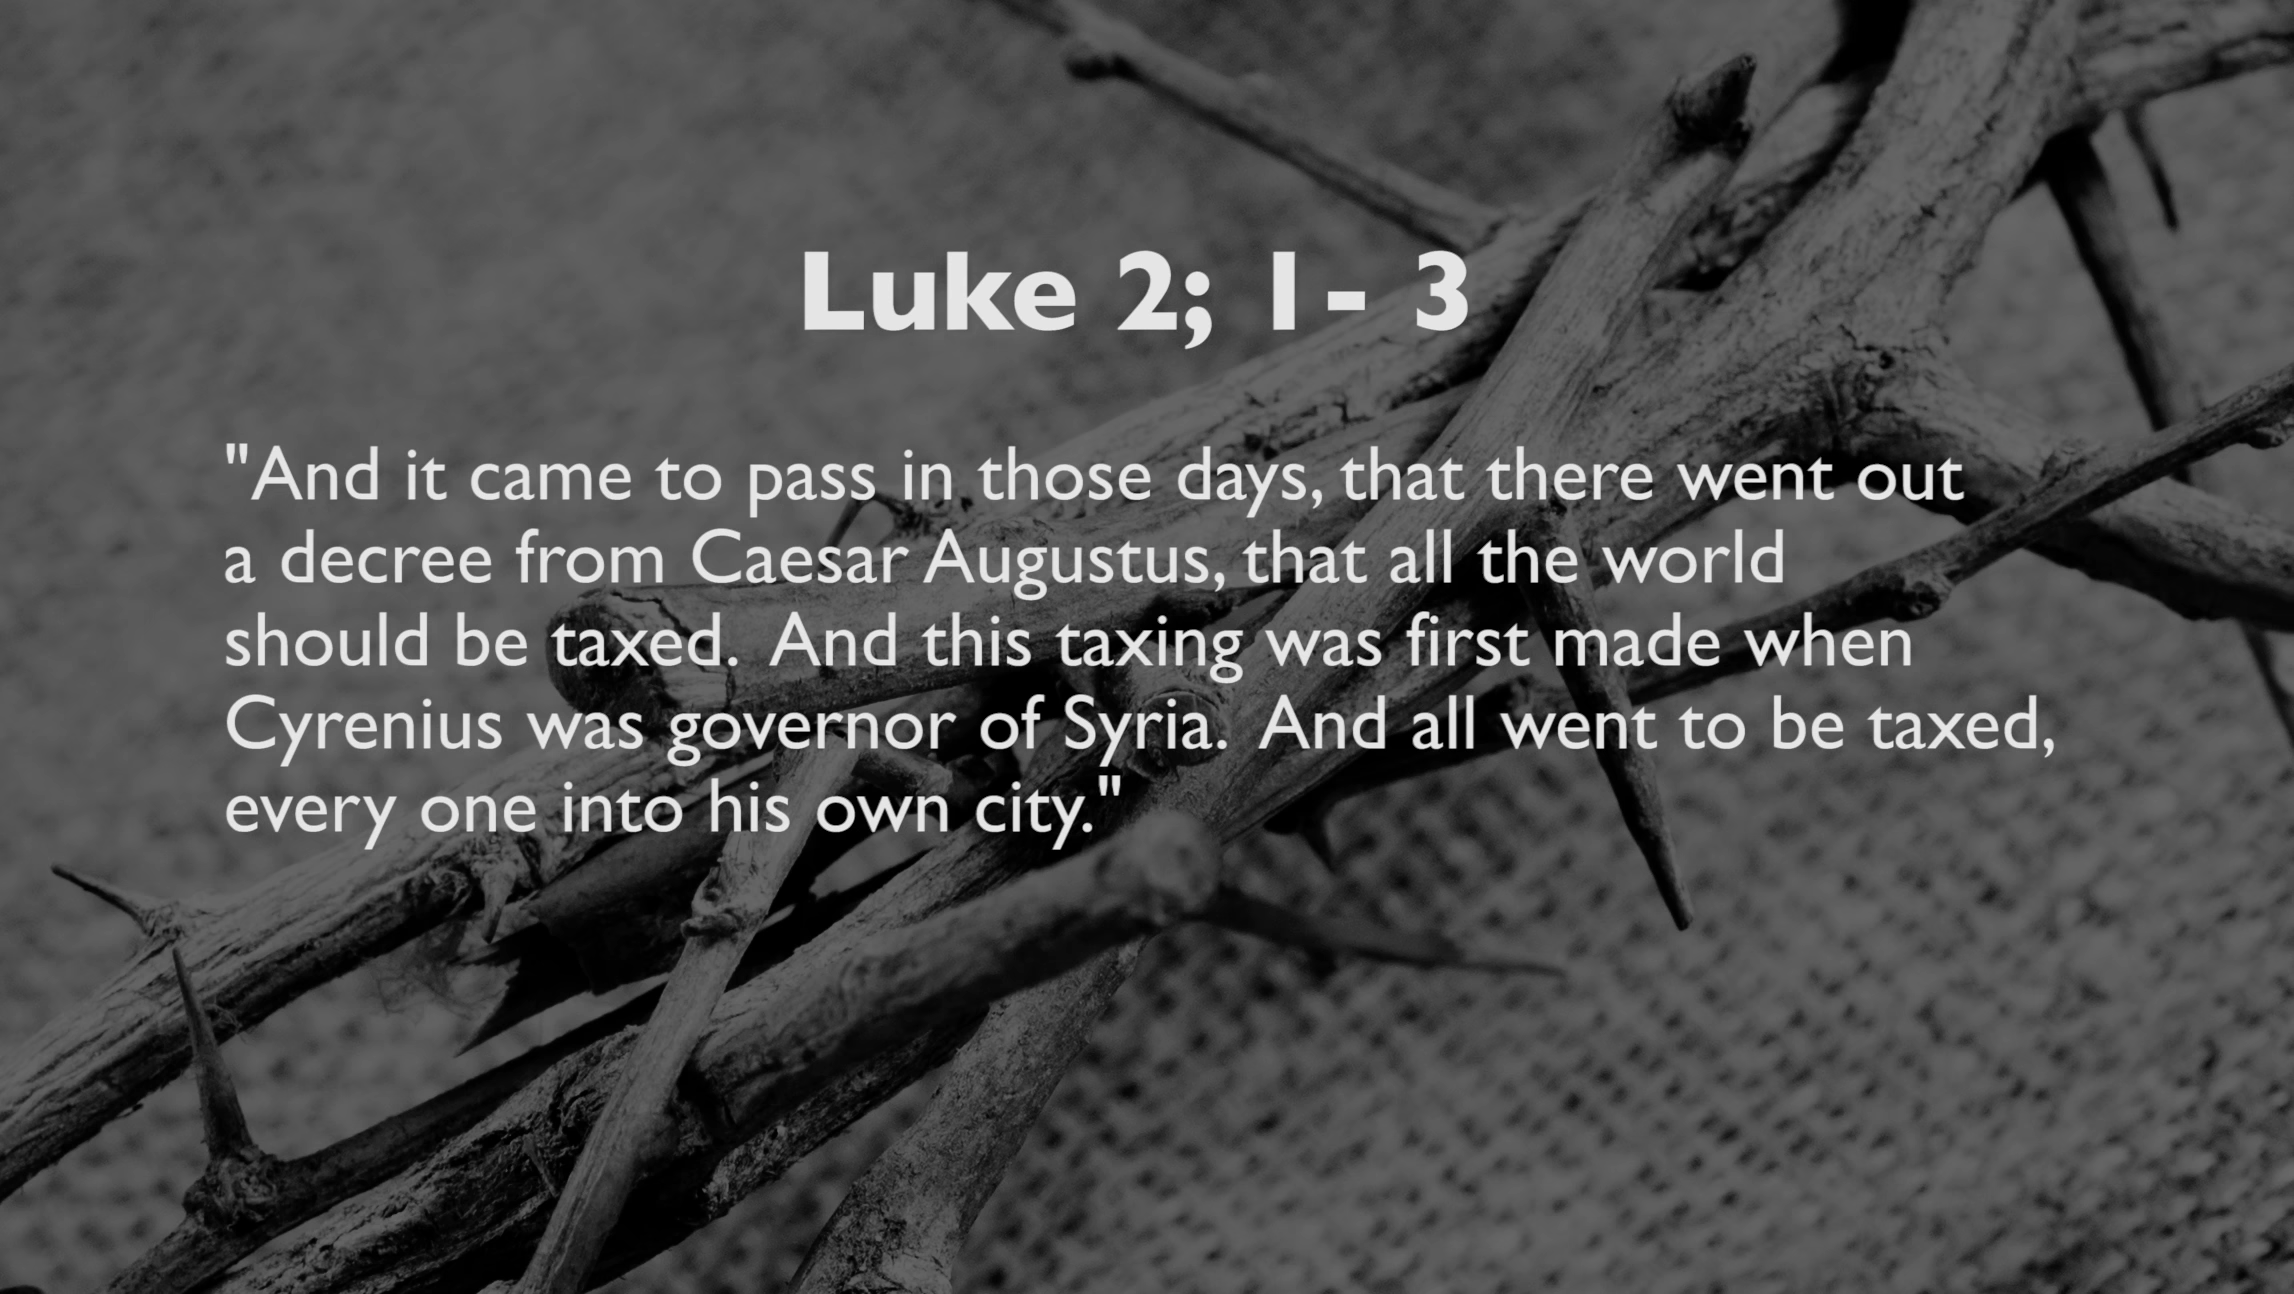 Luke 2; 1 - 3
"And it came to pass in those days, that there went out
a decree from Caesar Augustus, that all the world
should be taxed. And this taxing was first made when
Cyrenius was governor of Syria. And all went to be taxed,
every one into his own city."